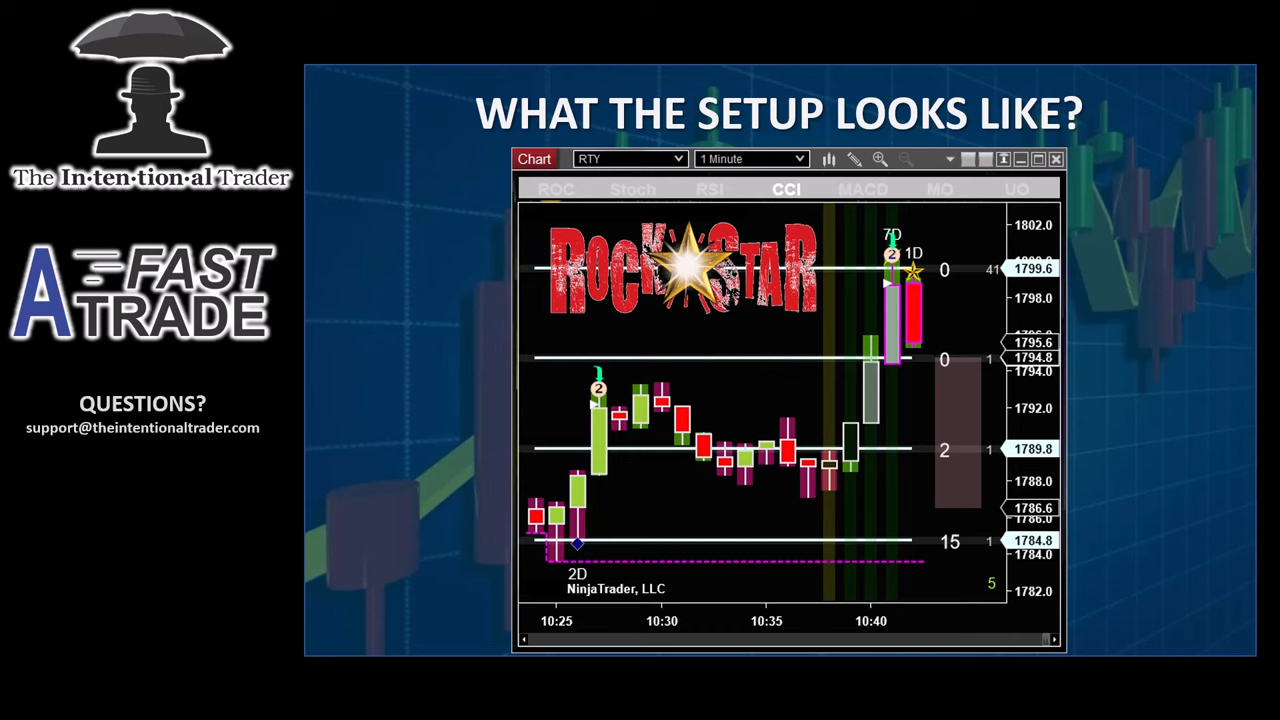 The In·ten·tion·al Trader
A FAST
TRADE
QUESTIONS?
support@theintentionaltrader.com
WHAT THE SETUP LOOKS LIKE?
Chart RTY 1 Minute
ROC Stoch RSI CCI MACD MO UO
ROCKSTAR
7D
2
1D
2
2D
NinjaTrader, LLC
0 41
0 1
2 1
15 1
5
1802.0
1799.6
1798.0
1795.6
1794.8
1794.0
1792.0
1789.8
1788.0
1786.6
1786.0
1784.8
1784.0
1782.0
10:25 10:30 10:35 10:40